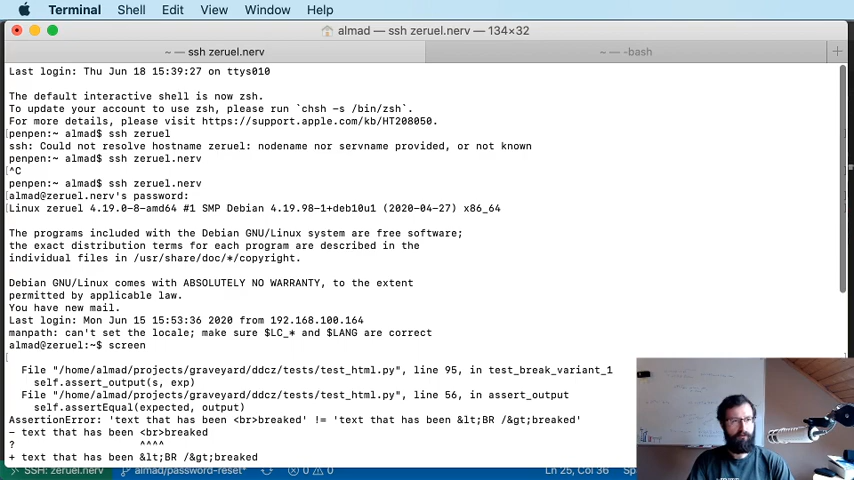 Terminal Shell Edit View Window Help
almad — ssh zeruel.nerv — 134×32
~ — ssh zeruel.nerv
~ — -bash
+
Last login: Thu Jun 18 15:39:27 on ttys010
The default interactive shell is now zsh.
To update your account to use zsh, please run `chsh -s /bin/zsh`.
For more details, please visit https://support.apple.com/kb/HT208050.
[penpen:~ almad$ ssh zeruel
ssh: Could not resolve hostname zeruel: nodename nor servname provided, or not known
penpen:~ almad$ ssh zeruel.nerv
[^C
penpen:~ almad$ ssh zeruel.nerv
[almad@zeruel.nerv's password:
[Linux zeruel 4.19.0-8-amd64 #1 SMP Debian 4.19.98-1+deb10u1 (2020-04-27) x86_64
The programs included with the Debian GNU/Linux system are free software;
the exact distribution terms for each program are described in the
individual files in /usr/share/doc/*/copyright.
Debian GNU/Linux comes with ABSOLUTELY NO WARRANTY, to the extent
permitted by applicable law.
You have new mail.
Last login: Mon Jun 15 15:53:36 2020 from 192.168.100.164
manpath: can't set the locale; make sure $LC_* and $LANG are correct
almad@zeruel:~$ screen
[
File "/home/almad/projects/graveyard/ddcz/tests/test_html.py", line 95, in test_break_variant_1
self.assert_output(s, exp)
File "/home/almad/projects/graveyard/ddcz/tests/test_html.py", line 56, in assert_output
self.assertEqual(expected, output)
AssertionError: 'text that has been <br>breaked' != 'text that has been &lt;BR /&gt;breaked'
- text that has been <br>breaked
? ^^^^
+ text that has been &lt;BR /&gt;breaked
SSH: zeruel.nerv almad/password-reset* 0 0 Ln 25, Col 36